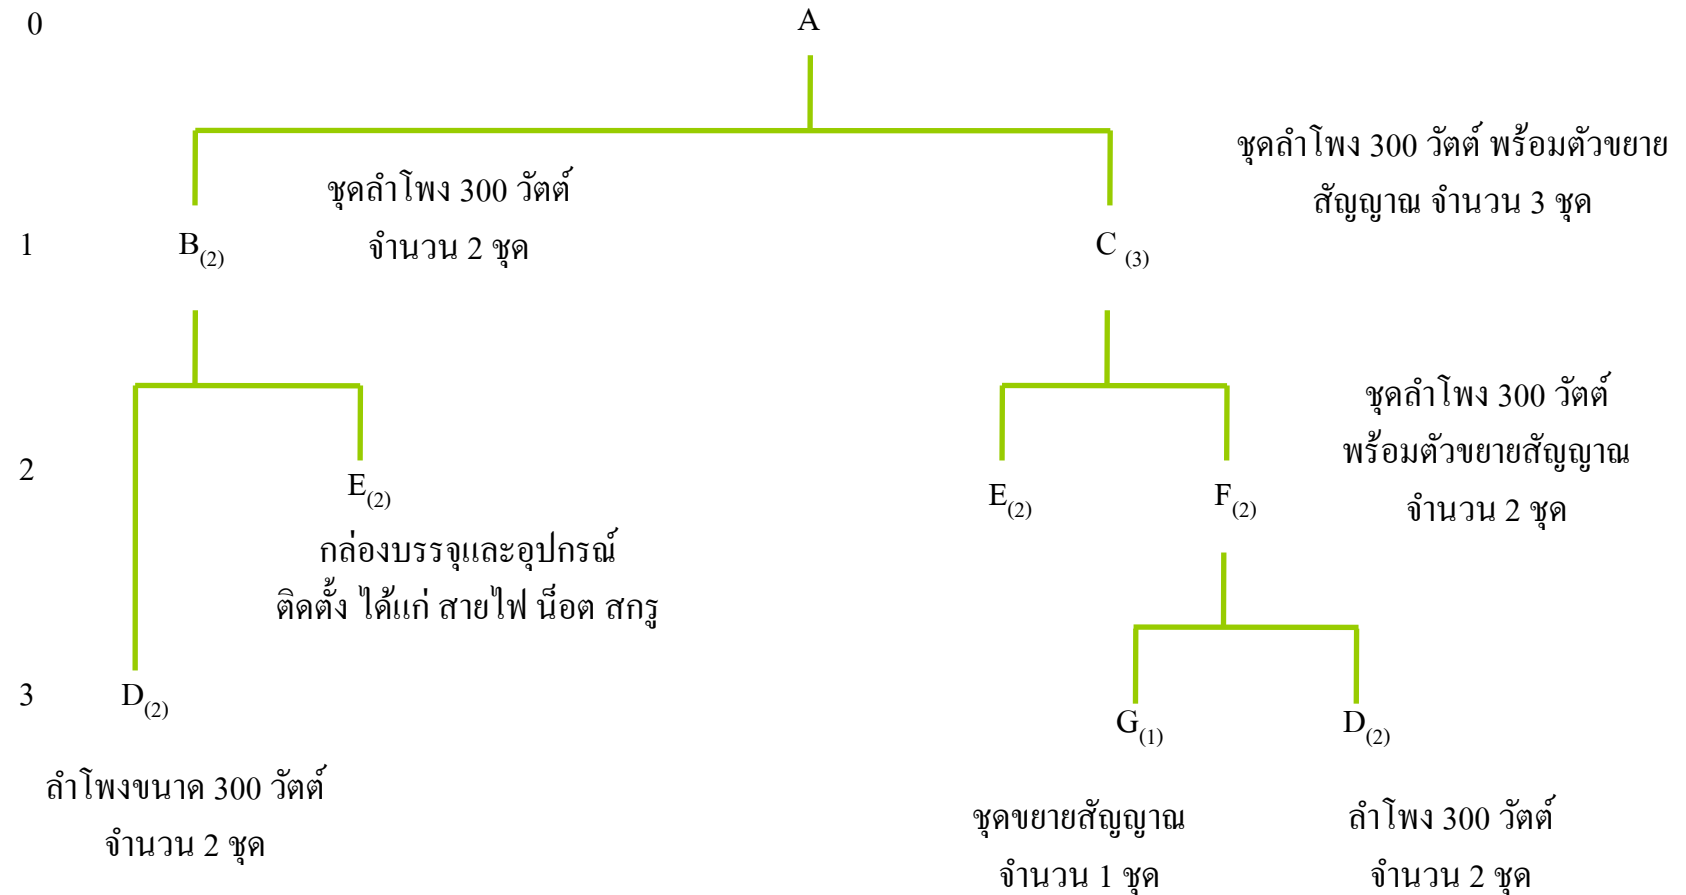 0
A
ชุดลำโพง 300 วัตต์ พร้อมตัวขยาย
สัญญาณ จำนวน 3 ชุด
ชุดลำโพง 300 วัตต์
จำนวน 2 ชุด
1
B(2)
C (3)
ชุดลำโพง 300 วัตต์
พร้อมตัวขยายสัญญาณ
จำนวน 2 ชุด
2
E(2)
E(2)
F(2)
กล่องบรรจุและอุปกรณ์
ติดตั้ง ได้แก่ สายไฟ น็อต สกรู
3
D(2)
G(1)
D(2)
ลำโพงขนาด 300 วัตต์
จำนวน 2 ชุด
ชุดขยายสัญญาณ
จำนวน 1 ชุด
ลำโพง 300 วัตต์
จำนวน 2 ชุด